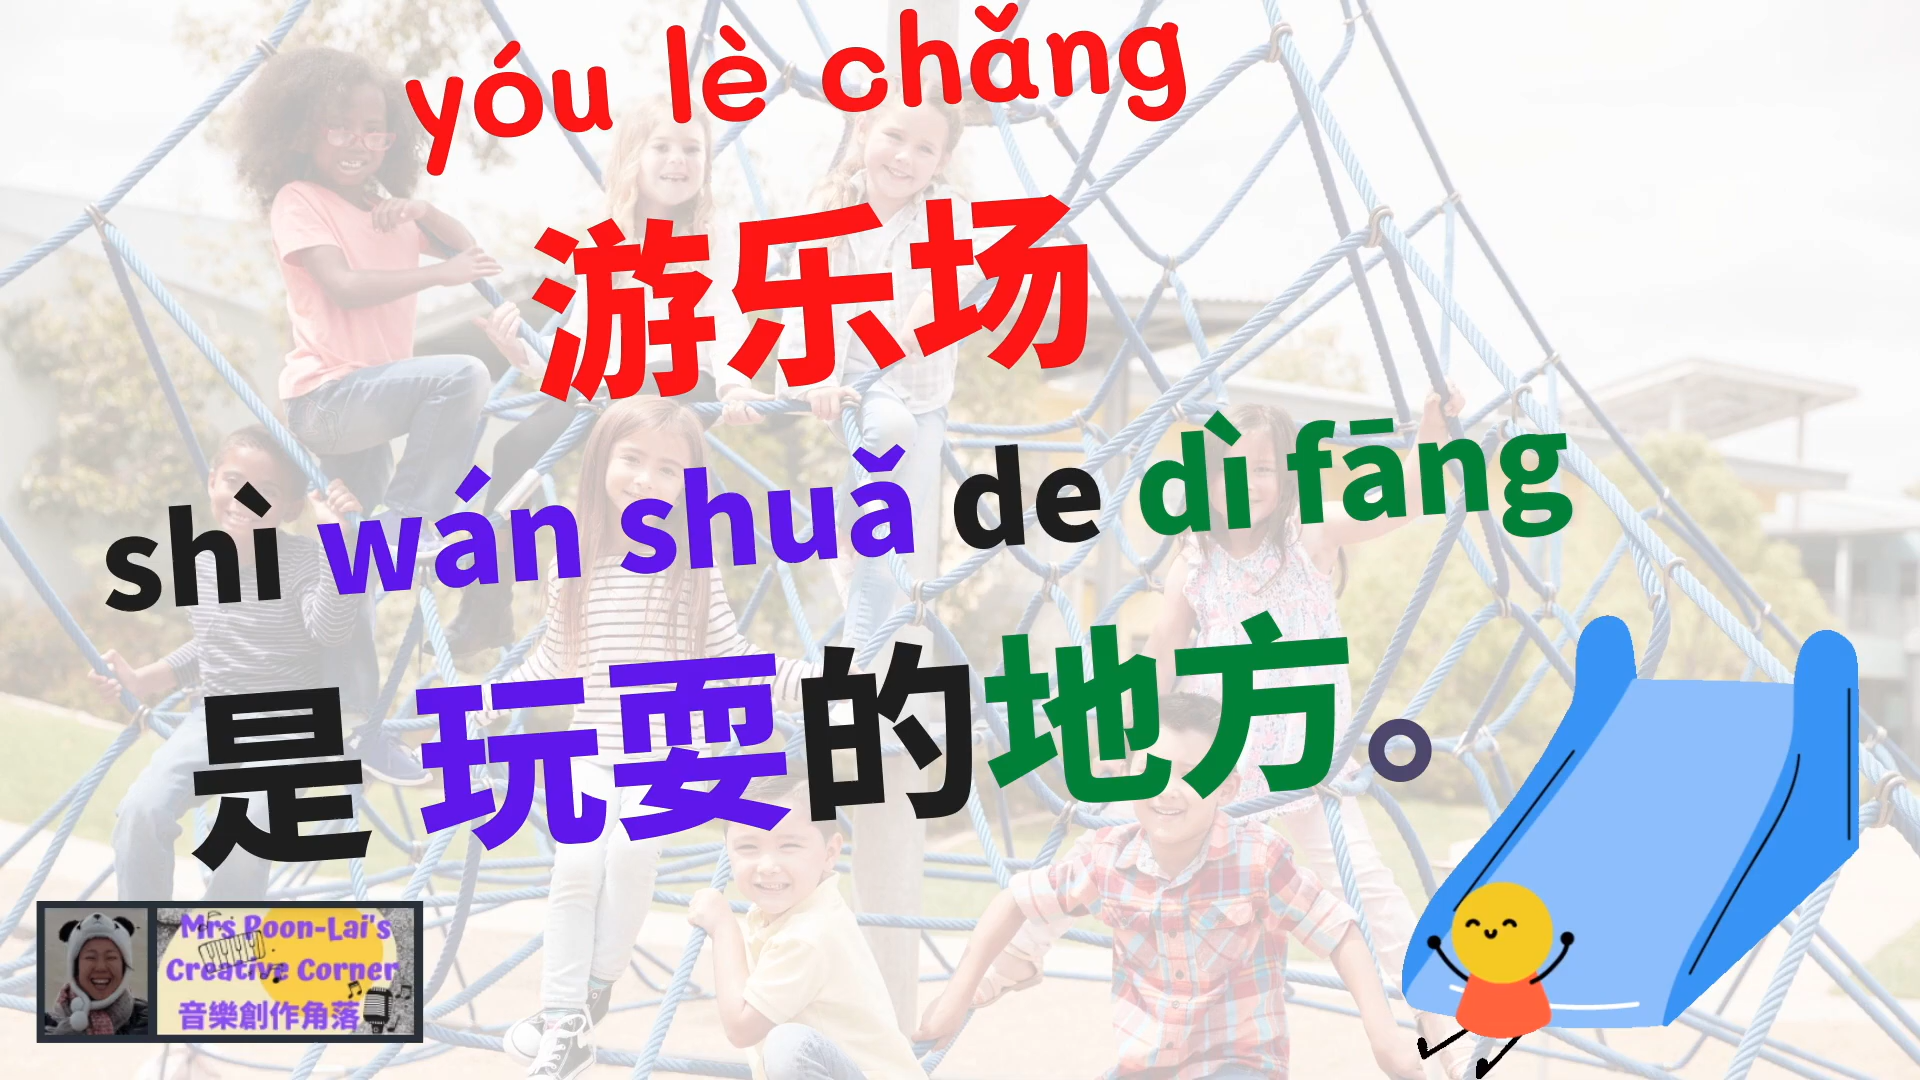 yóu lè chǎng
游乐场
shì wán shuǎ de dì fāng
是 玩耍的地方。
Mrs Poon-Lai's
Creative Corner
音樂創作角落